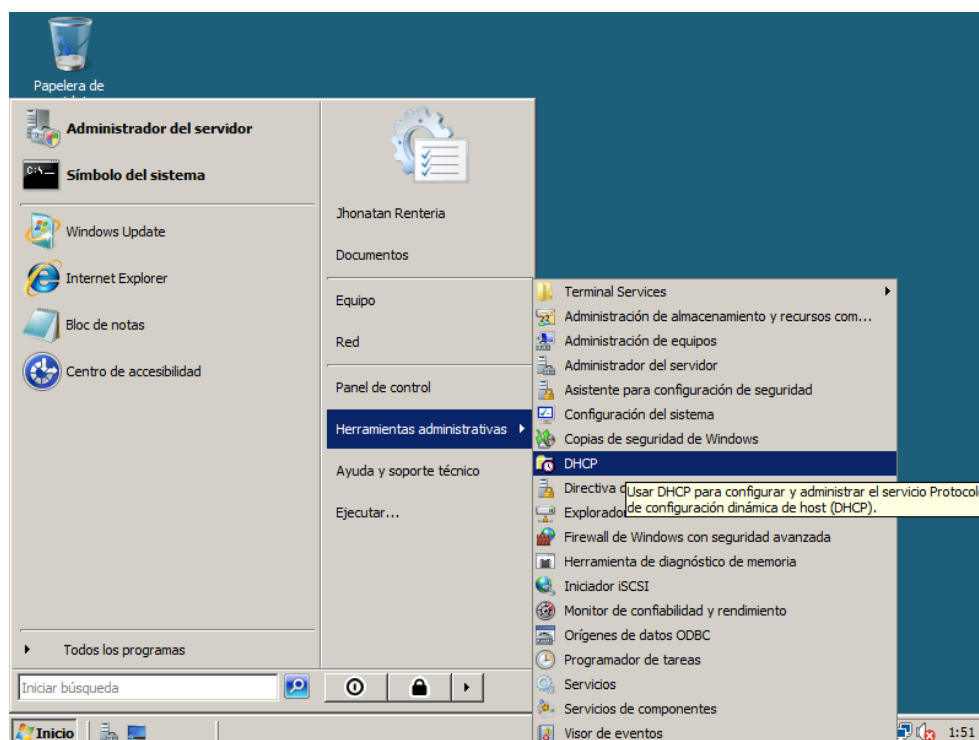 Papelera de
Administrador del servidor
C:\
Símbolo del sistema
Windows Update
Internet Explorer
Bloc de notas
Centro de accesibilidad
Todos los programas
Iniciar búsqueda
Inicio
Jhonatan Renteria
Documentos
Equipo
Red
Panel de control
Herramientas administrativas
Ayuda y soporte técnico
Ejecutar...
Terminal Services
Administración de almacenamiento y recursos com...
Administración de equipos
Administrador del servidor
Asistente para configuración de seguridad
Configuración del sistema
Copias de seguridad de Windows
DHCP
Directiva
Usar DHCP para configurar y administrar el servicio Protocol
de configuración dinámica de host (DHCP).
Explorado
Firewall de Windows con seguridad avanzada
Herramienta de diagnóstico de memoria
Iniciador iSCSI
Monitor de confiabilidad y rendimiento
Orígenes de datos ODBC
Programador de tareas
Servicios
Servicios de componentes
Visor de eventos
1:51